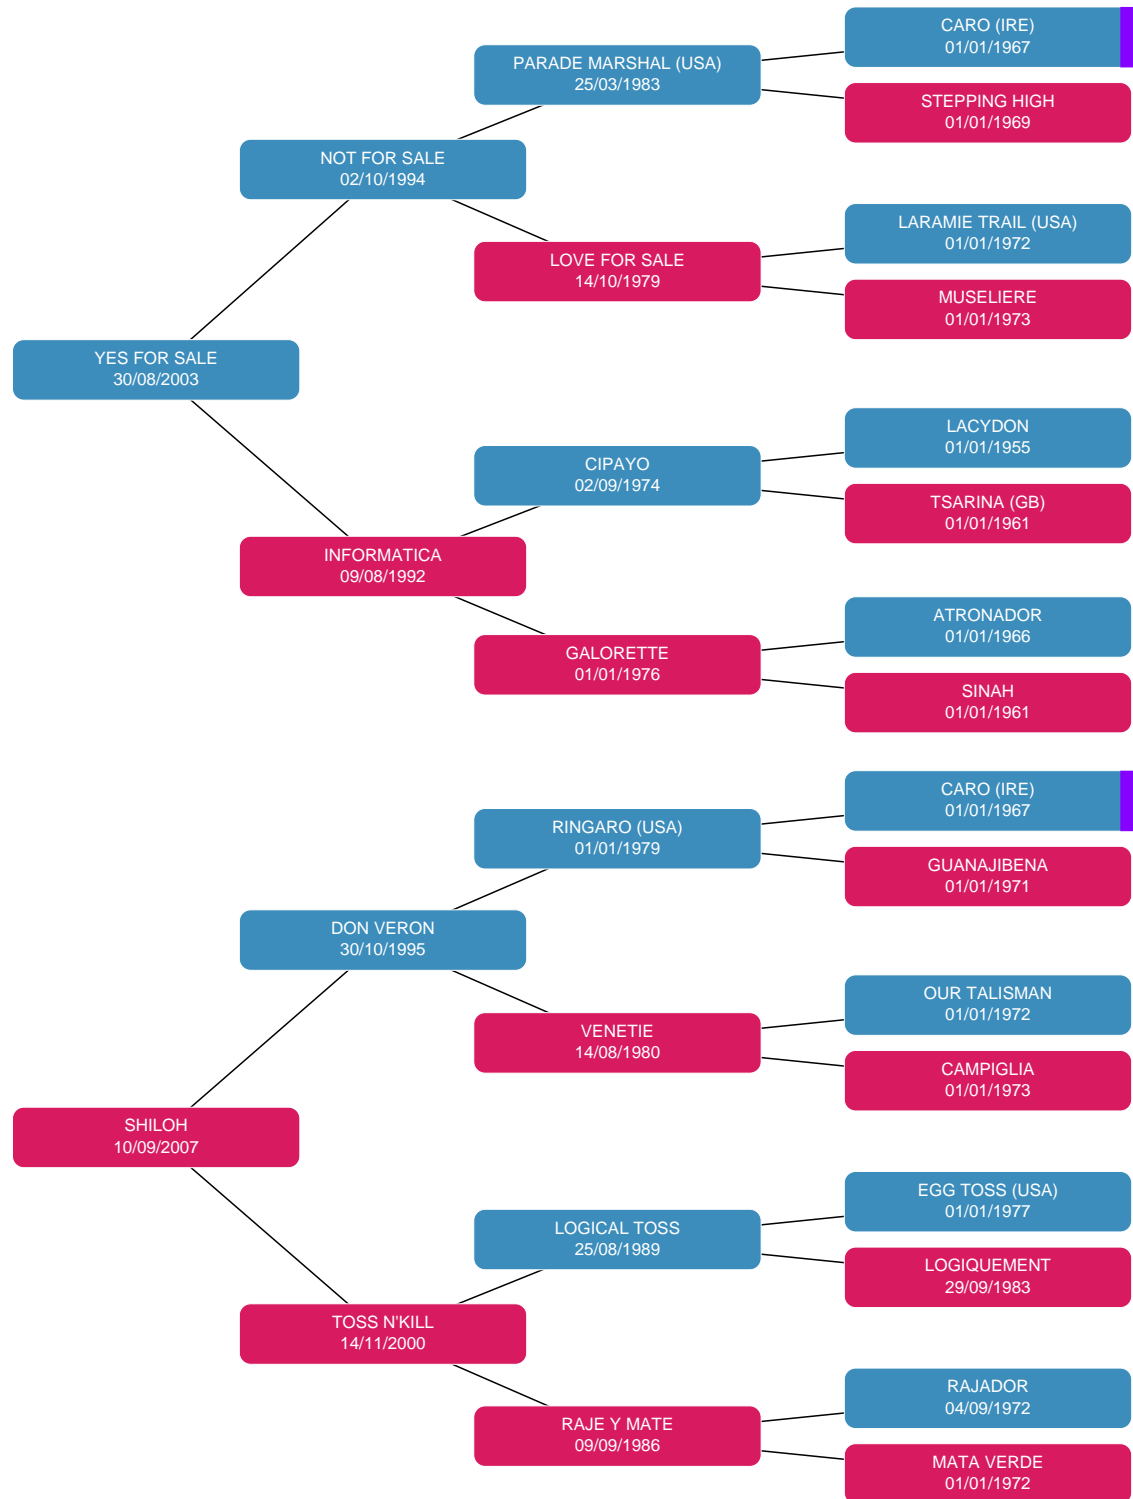 CARO (IRE)
01/01/1967
PARADE MARSHAL (USA)
25/03/1983
STEPPING HIGH
01/01/1969
NOT FOR SALE
02/10/1994
LARAMIE TRAIL (USA)
01/01/1972
LOVE FOR SALE
14/10/1979
MUSELIERE
01/01/1973
YES FOR SALE
30/08/2003
LACYDON
01/01/1955
CIPAYO
02/09/1974
TSARINA (GB)
01/01/1961
INFORMATICA
09/08/1992
ATRONADOR
01/01/1966
GALORETTE
01/01/1976
SINAH
01/01/1961
CARO (IRE)
01/01/1967
RINGARO (USA)
01/01/1979
GUANAJIBENA
01/01/1971
DON VERON
30/10/1995
OUR TALISMAN
01/01/1972
VENETIE
14/08/1980
CAMPIGLIA
01/01/1973
SHILOH
10/09/2007
EGG TOSS (USA)
01/01/1977
LOGICAL TOSS
25/08/1989
LOGIQUEMENT
29/09/1983
TOSS N'KILL
14/11/2000
RAJADOR
04/09/1972
RAJE Y MATE
09/09/1986
MATA VERDE
01/01/1972